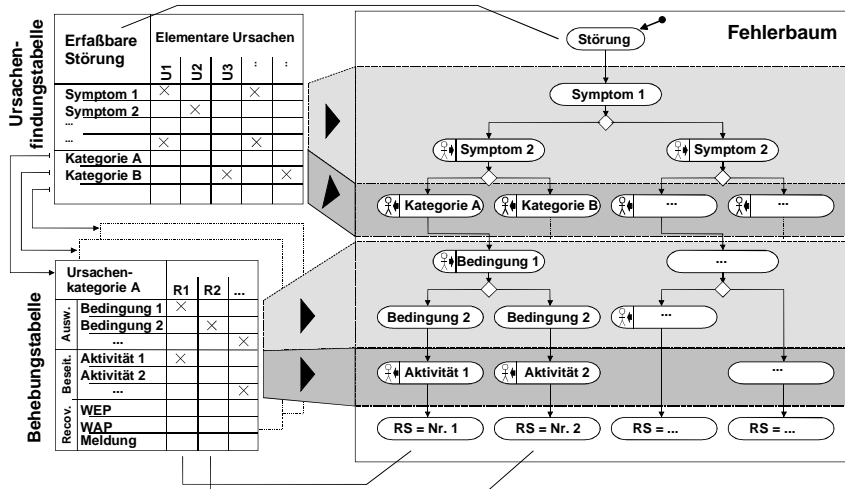 Ursachen-
findungstabelle
Erfaßbare
Störung
Elementare Ursachen
U1
U2
U3
:
:
Symptom 1
Symptom 2
...
...
Kategorie A
Kategorie B
Behebungstabelle
Ursachen-
kategorie A
R1
R2
...
Ausw.
Bedingung 1
Bedingung 2
...
Beseit.
Aktivität 1
Aktivität 2
...
Recov.
WEP
WAP
Meldung
Fehlerbaum
Störung
Symptom 1
Symptom 2
Symptom 2
Kategorie A
Kategorie B
...
...
Bedingung 1
...
Bedingung 2
Bedingung 2
...
Aktivität 1
Aktivität 2
...
RS = Nr. 1
RS = Nr. 2
RS = ...
RS = ...